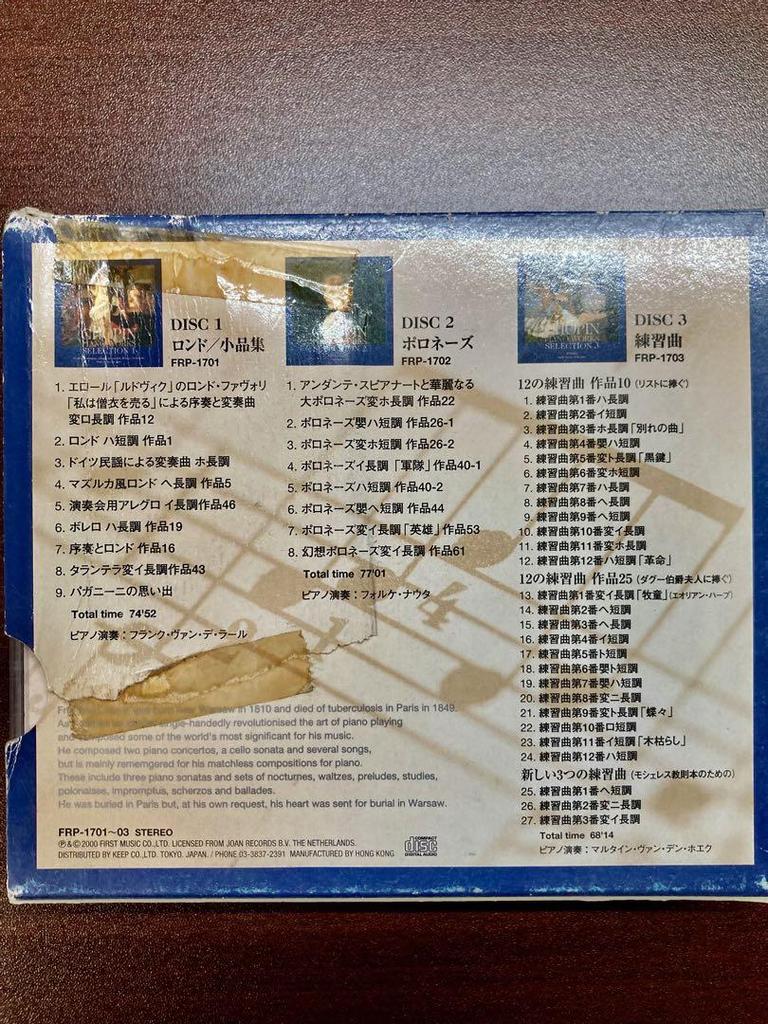 DISC 1
ロンド／小品集
FRP-1701
1. エロール「ルドヴィク」のロンド・ファヴォリ
「私は僧衣を売る」による序奏と変奏曲
変ロ長調 作品12
2. ロンド ハ短調 作品1
3. ドイツ民謡による変奏曲 ホ長調
4. マズルカ風ロンド ヘ長調 作品5
5. 演奏会用アレグロ イ長調作品46
6. ボレロ ハ長調 作品19
7. 序奏とロンド 作品16
8. タランテラ変イ長調作品43
9. パガニーニの思い出
Total time 74'52
ピアノ演奏：フランク・ヴァン・デ・ラール
DISC 2
ポロネーズ
FRP-1702
1. アンダンテ・スピアナートと華麗なる
大ポロネーズ変ホ長調 作品22
2. ポロネーズ嬰ハ短調 作品26-1
3. ポロネーズ変ホ短調 作品26-2
4. ポロネーズイ長調「軍隊」作品40-1
5. ポロネーズハ短調 作品40-2
6. ポロネーズ嬰ヘ短調 作品44
7. ポロネーズ変イ長調「英雄」作品53
8. 幻想ポロネーズ変イ長調 作品61
Total time 77'01
ピアノ演奏：フォルケ・ナウタ
CHOPIN
SELECTION 3
DISC 3
練習曲
FRP-1703
12の練習曲 作品10（リストに捧ぐ）
1. 練習曲第1番ハ長調
2. 練習曲第2番イ短調
3. 練習曲第3番ホ長調「別れの曲」
4. 練習曲第4番嬰ハ短調
5. 練習曲第5番変ト長調「黒鍵」
6. 練習曲第6番変ホ短調
7. 練習曲第7番ハ長調
8. 練習曲第8番ヘ長調
9. 練習曲第9番ヘ短調
10. 練習曲第10番変イ長調
11. 練習曲第11番変ホ長調
12. 練習曲第12番ハ短調「革命」
12の練習曲 作品25（ダグー伯爵夫人に捧ぐ）
13. 練習曲第1番変イ長調「牧童」（エオリアン・ハープ）
14. 練習曲第2番ヘ短調
15. 練習曲第3番ヘ長調
16. 練習曲第4番イ短調
17. 練習曲第5番ホ短調
18. 練習曲第6番嬰ト短調
19. 練習曲第7番嬰ハ短調
20. 練習曲第8番変ニ長調
21. 練習曲第9番変ト長調「蝶々」
22. 練習曲第10番ロ短調
23. 練習曲第11番イ短調「木枯らし」
24. 練習曲第12番ハ短調
新しい3つの練習曲（モシェレス教則本のための）
25. 練習曲第1番ヘ短調
26. 練習曲第2番変ニ長調
27. 練習曲第3番変イ長調
Total time 68'14
ピアノ演奏：マルタイン・ヴァン・デン・ホエク
Warsaw in 1810 and died of tuberculosis in Paris in 1849.
single-handedly revolutionised the art of piano playing
and composed some of the world's most significant for his music.
He composed two piano concertos, a cello sonata and several songs,
but is mainly rememgered for his matchless compositions for piano.
These include three piano sonatas and sets of nocturnes, waltzes, preludes, studies,
polonaises, impromptus, scherzos and ballades.
He was buried in Paris but, at his own request, his heart was sent for burial in Warsaw.
FRP-1701～03 STEREO
℗&©2000 FIRST MUSIC CO.,LTD. LICENSED FROM JOAN RECORDS B.V. THE NETHERLANDS.
DISTRIBUTED BY KEEP CO.,LTD. TOKYO. JAPAN. / PHONE 03-3837-2391 MANUFACTURED BY HONG KONG
COMPACT
disc
DIGITAL AUDIO